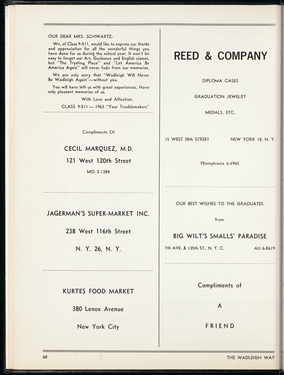 OUR DEAR MRS. SCHWARTZ:
We, of Class 9-511, would like to express our thanks
and appreciation for all the wonderful things you
have done for us during the school year. It won't be
easy to forget our Art, Guidance and English classes,
but "The Trysting Place" and "Let America Be
America Again" will never fade from our memories.
We are only sorry that "Wadleigh Will Never
Be Wadleigh Again"—without you.
You will have left us with great experiences. Have
only pleasant memories of us.
With Love and Affection,
CLASS 9-511 — 1963 "Your Troublemakers"
Compliments Of
CECIL MARQUEZ, M.D.
121 West 120th Street
MO 2-1384
JAGERMAN'S SUPER-MARKET INC.
238 West 116th Street
N. Y. 26, N. Y.
KURTES FOOD MARKET
380 Lenox Avenue
New York City
REED & COMPANY
DIPLOMA CASES
GRADUATION JEWELRY
MEDALS, ETC.
15 WEST 38th STREET NEW YORK 18, N. Y.
PEnnsylvania 6-6965
OUR BEST WISHES TO THE GRADUATES
from
BIG WILT'S SMALLS' PARADISE
7th AVE. & 135th ST., N. Y. C. AU 6-8619
Compliments of
A
FRIEND
68
THE WADLEIGH WAY